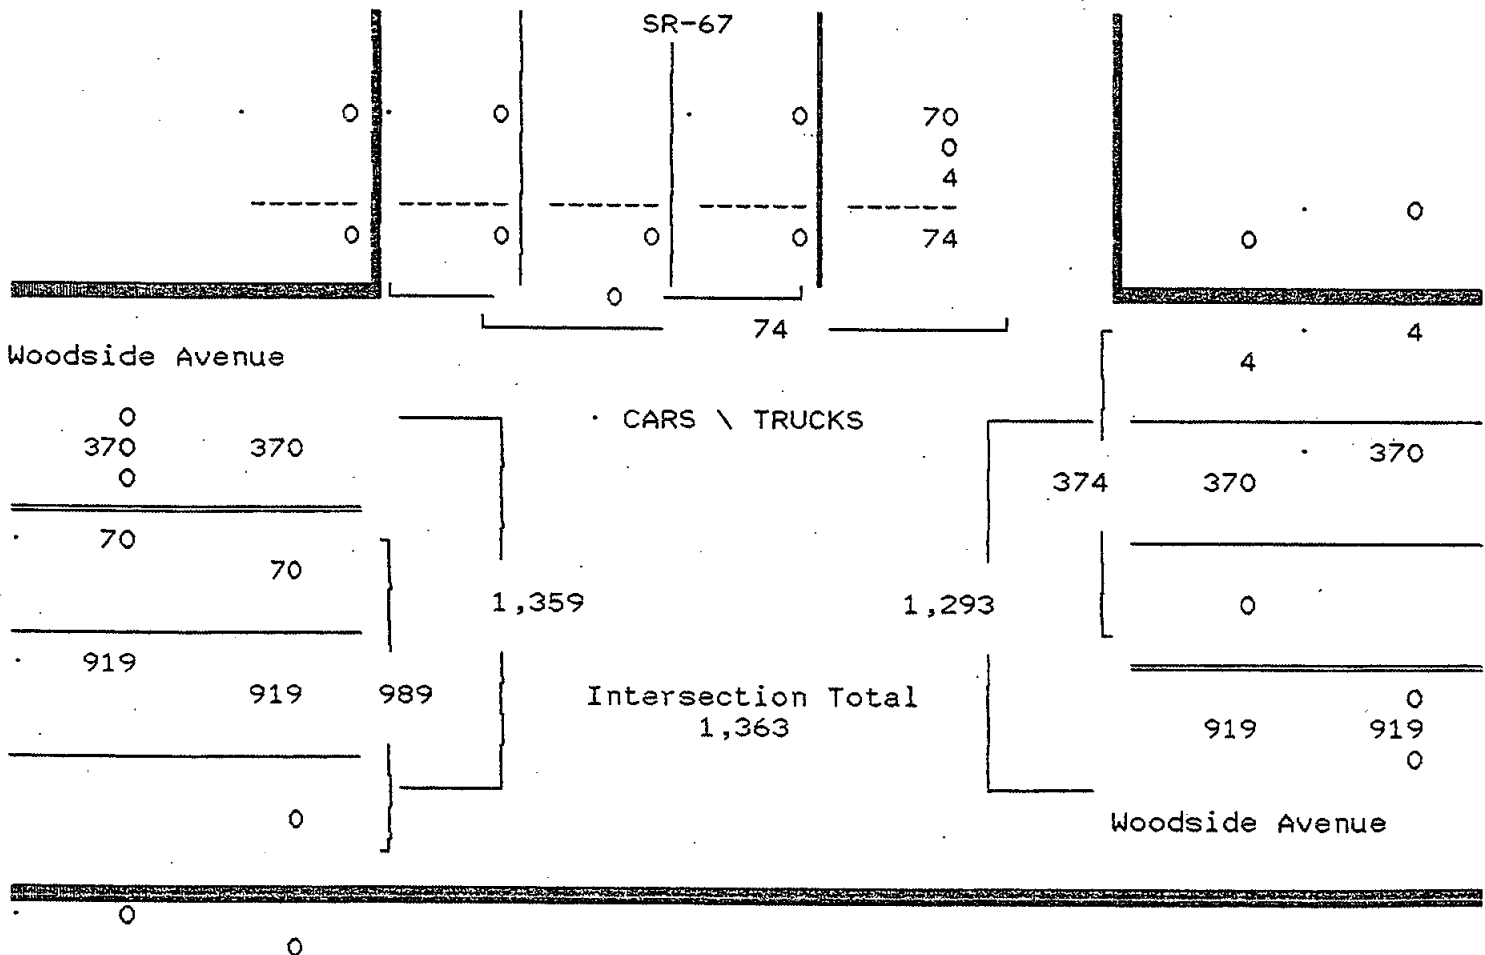 SR-67
0 0 0 70
0
4
0
0 0 0 0 74 0
0
74 4
Woodside Avenue
4
0 CARS \ TRUCKS
370 370 370
0 374 370
70
70
1,359 1,293 0
919
919 989 Intersection Total 0
1,363 919 919
0
0 Woodside Avenue
0
0